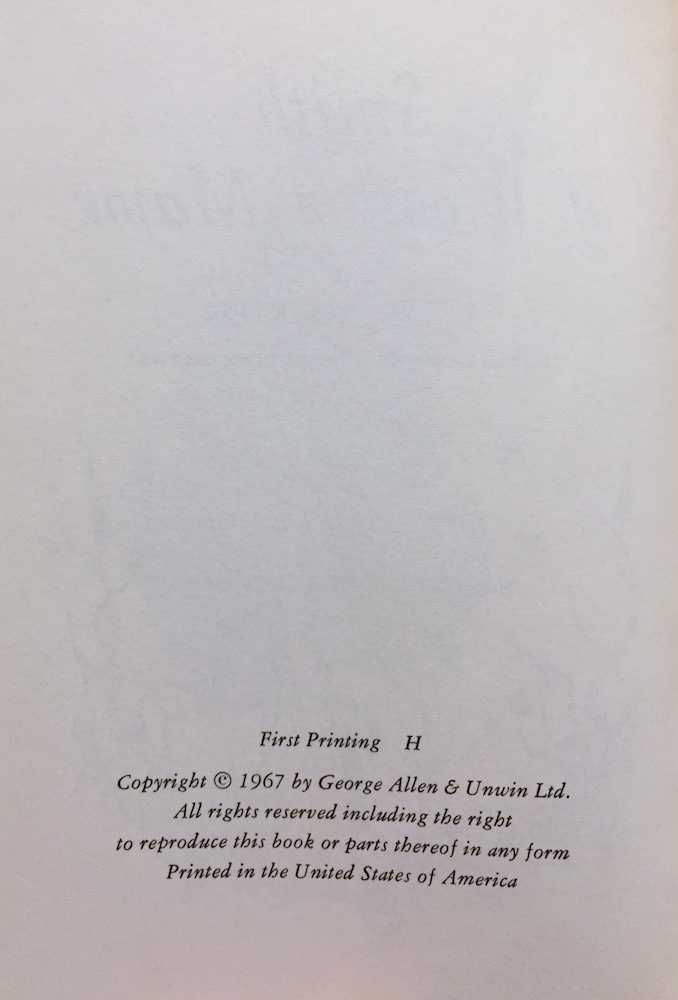 First Printing H
Copyright © 1967 by George Allen & Unwin Ltd.
All rights reserved including the right
to reproduce this book or parts thereof in any form
Printed in the United States of America